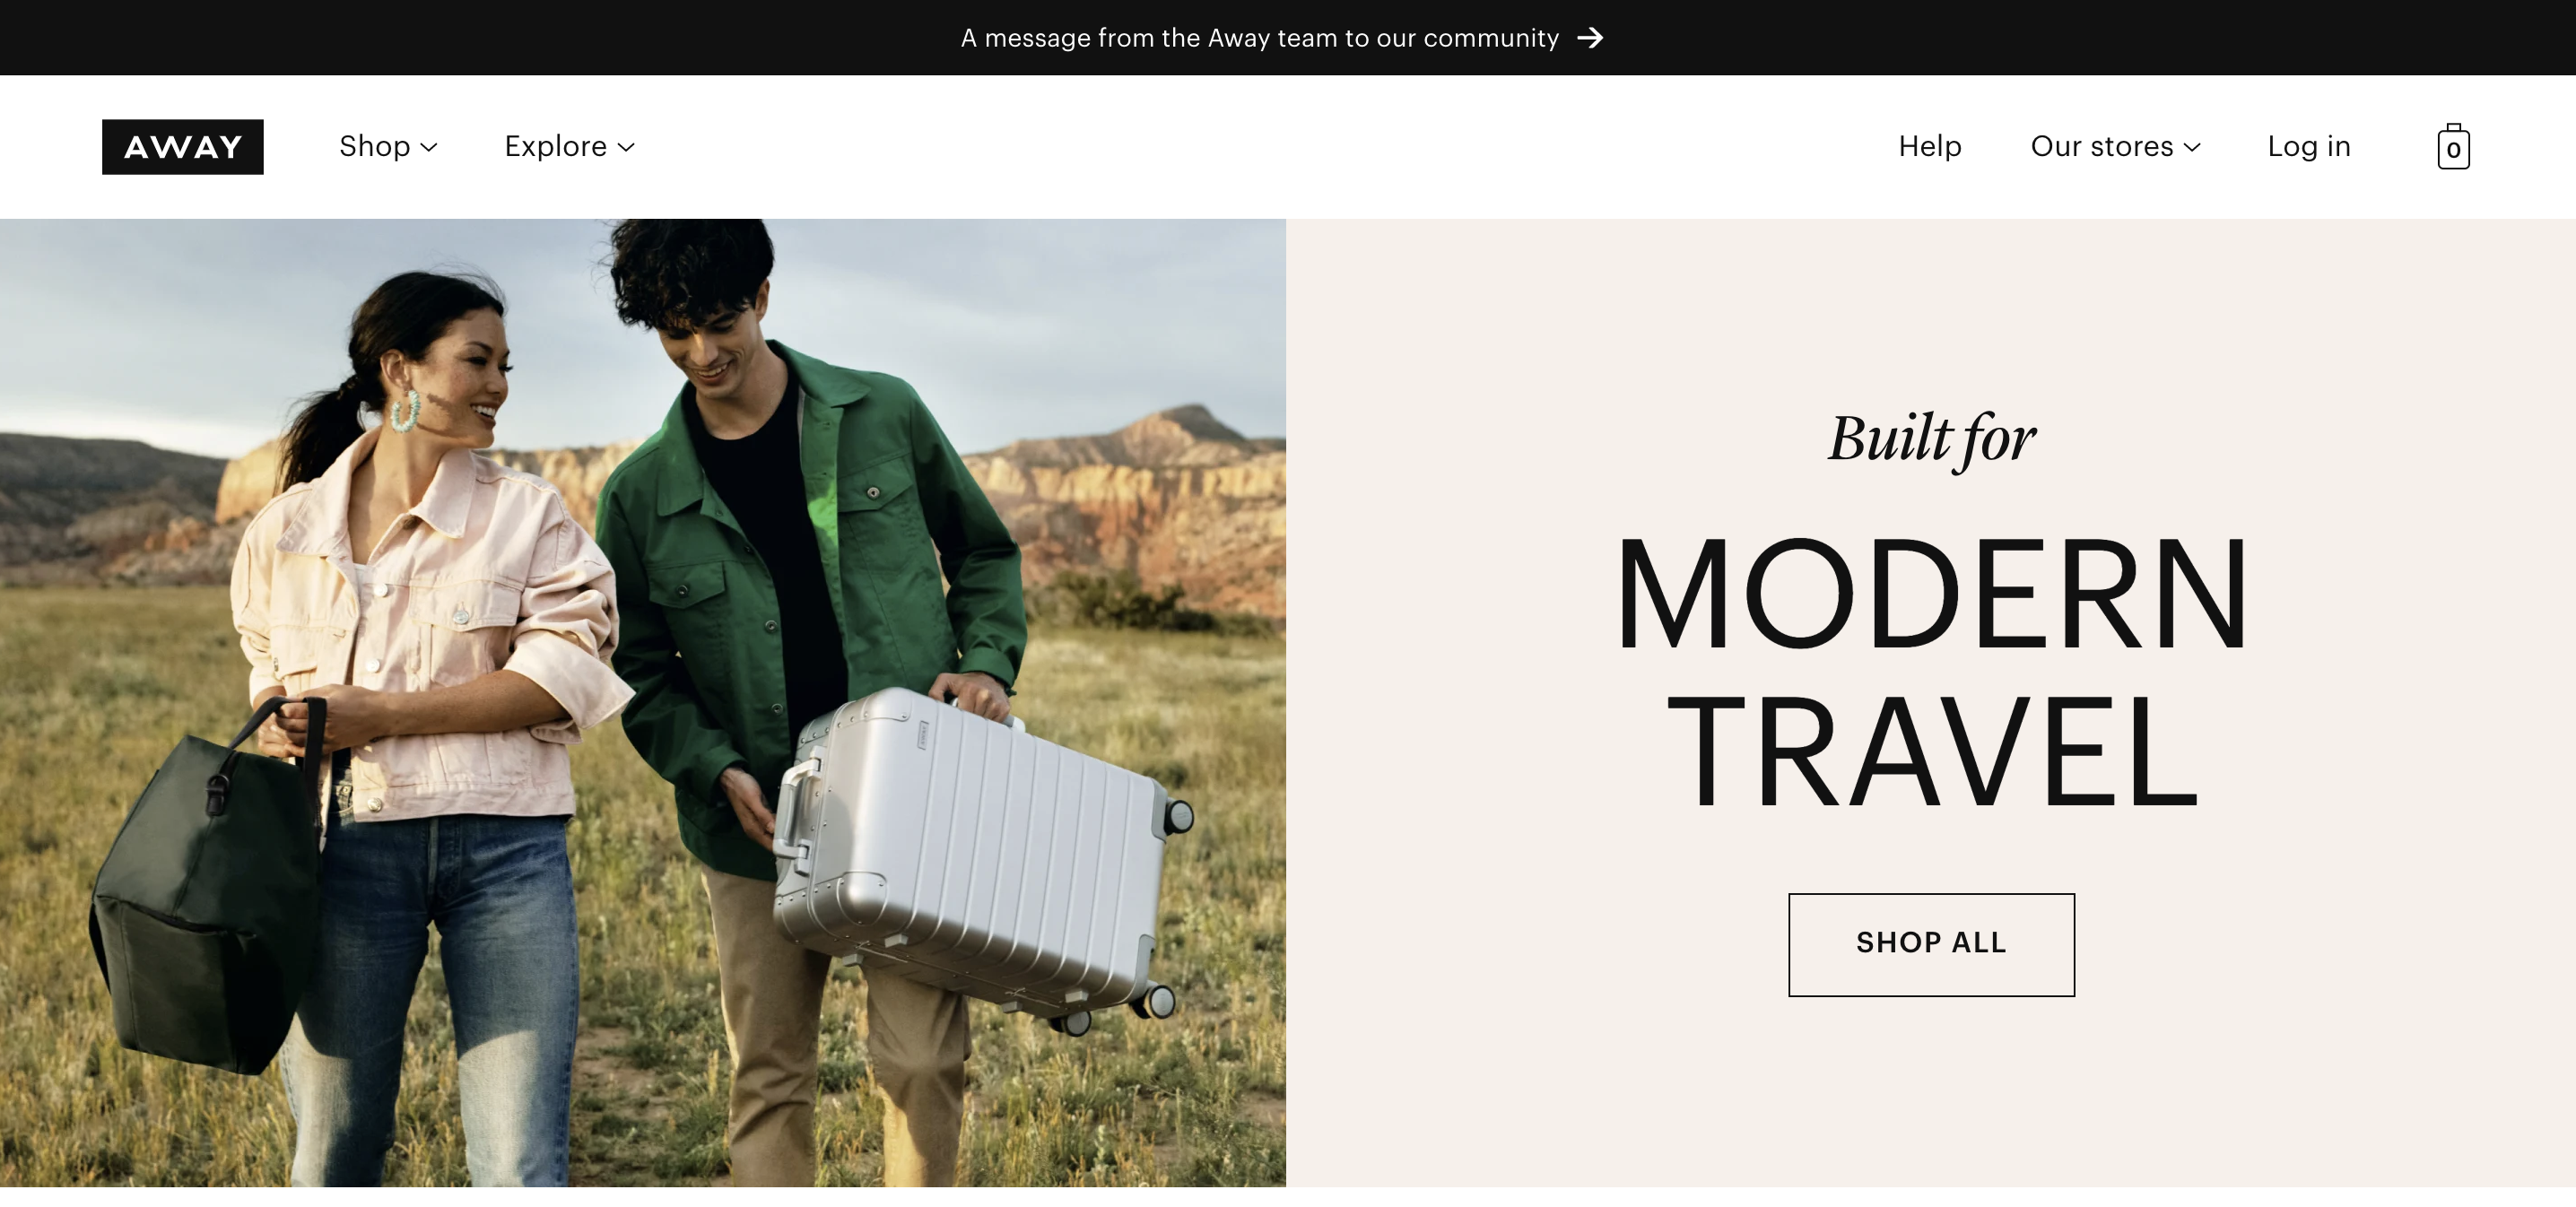 A message from the Away team to our community →
AWAY
Shop
Explore
Help
Our stores
Log in
0
Built for
MODERN
TRAVEL
SHOP ALL